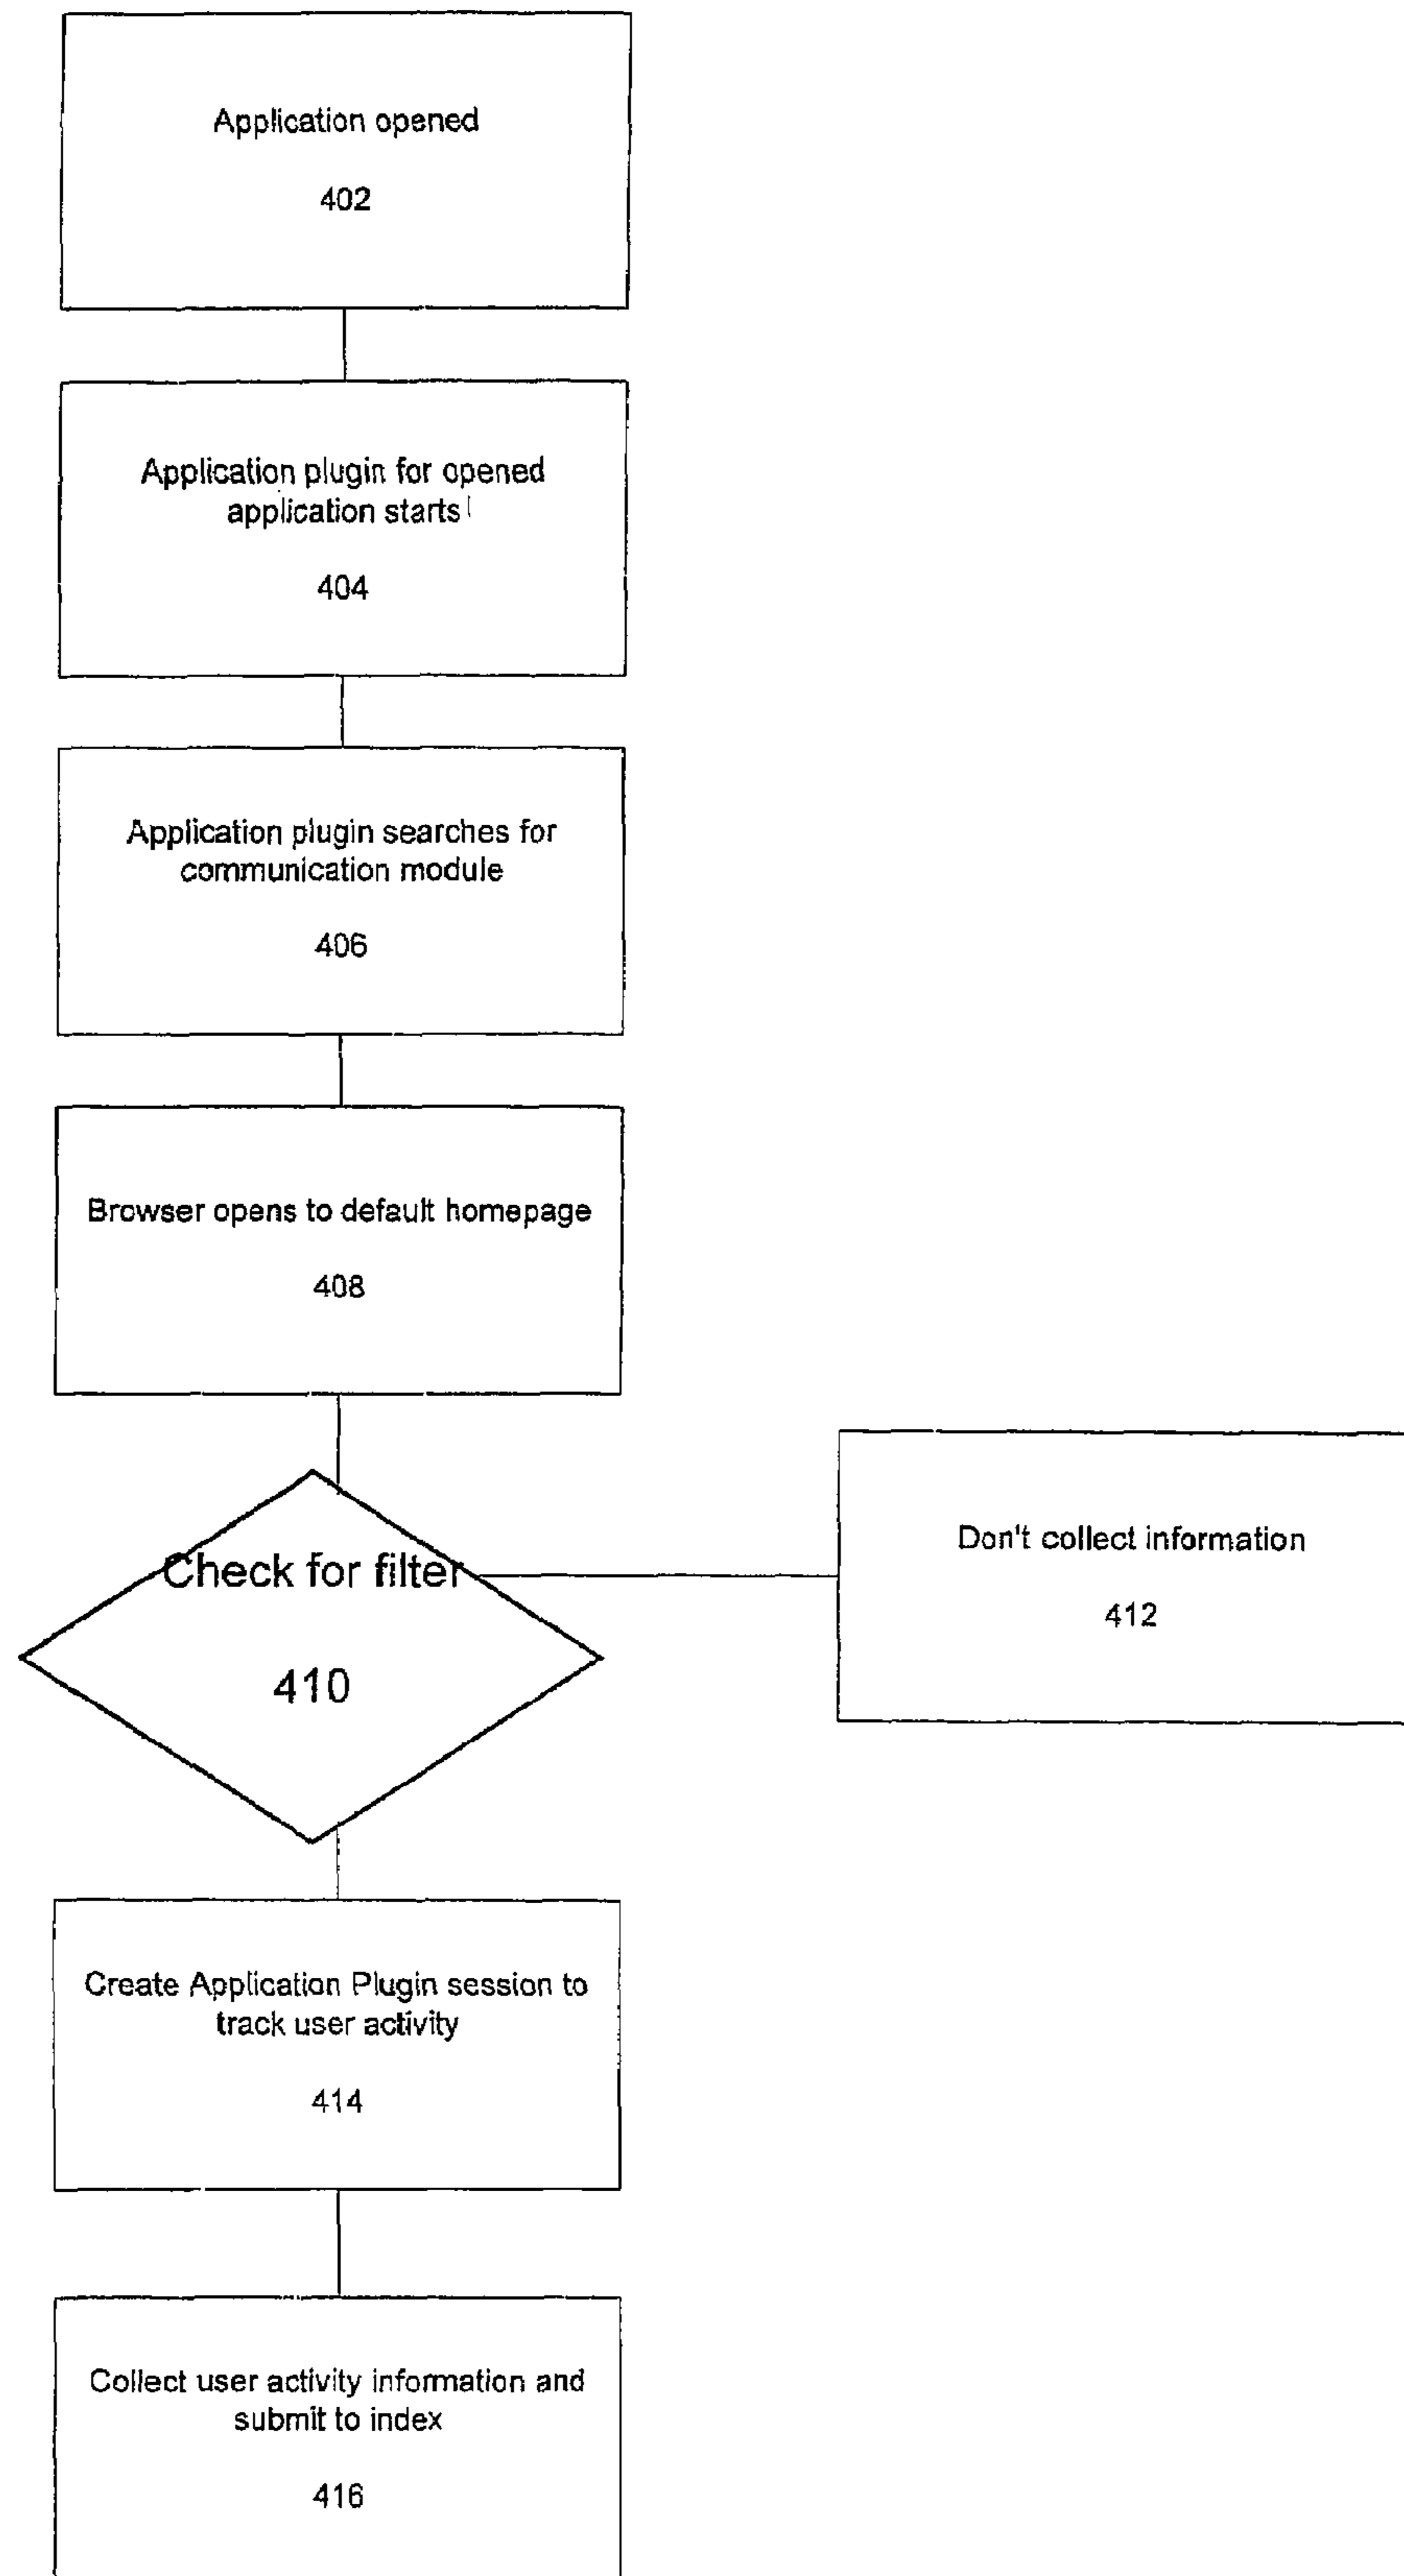 Application opened
402
Application plugin for opened
application starts
404
Application plugin searches for
communication module
406
Browser opens to default homepage
408
Check for filter
410
Don't collect information
412
Create Application Plugin session to
track user activity
414
Collect user activity information and
submit to index
416